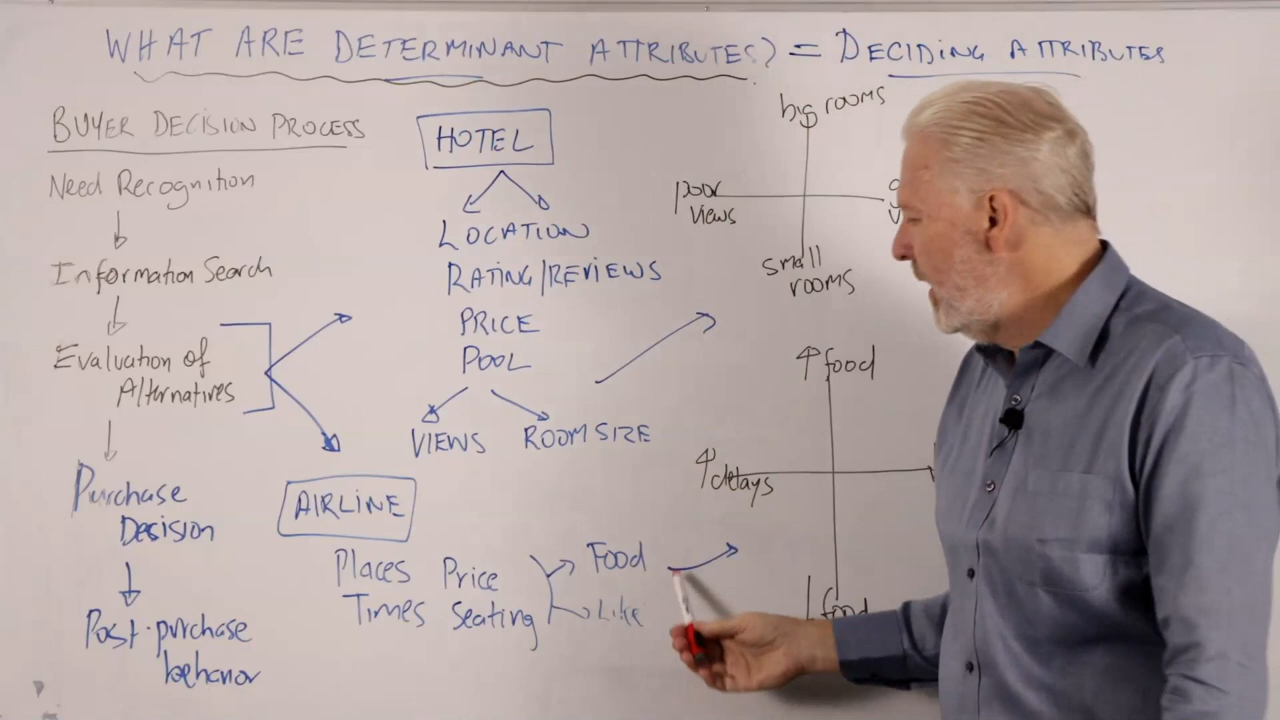 WHAT ARE DETERMINANT ATTRIBUTES? = DECIDING ATTRIBUTES
BUYER DECISION PROCESS
Need Recognition
Information Search
Evaluation of
Alternatives
Purchase
Decision
Post-purchase
behavior
HOTEL
LOCATION
RATING/REVIEWS
PRICE
POOL
VIEWS ROOM SIZE
AIRLINE
Places Price
Times Seating
Food
Like
big rooms
poor
views
small
rooms
↑ food
↑ delays
food